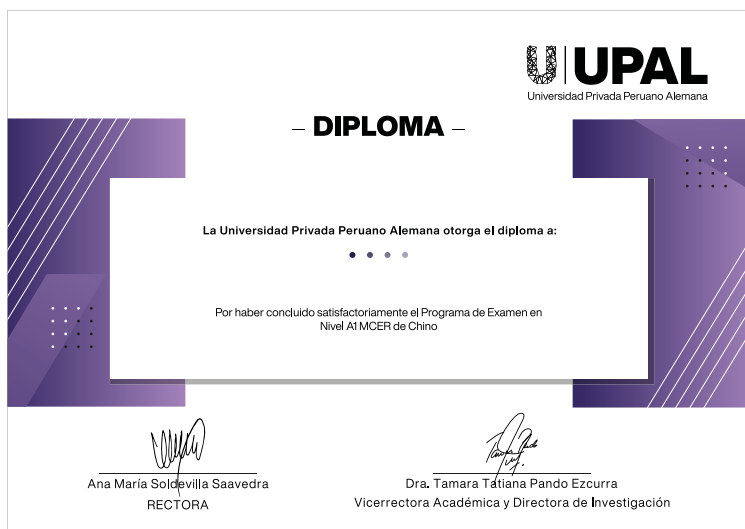 UPAL
Universidad Privada Peruano Alemana
– DIPLOMA –
La Universidad Privada Peruano Alemana otorga el diploma a:
Por haber concluido satisfactoriamente el Programa de Examen en
Nivel A1 MCER de Chino
Ana María Soldevilla Saavedra
RECTORA
Dra. Tamara Tatiana Pando Ezcurra
Vicerrectora Académica y Directora de Investigación